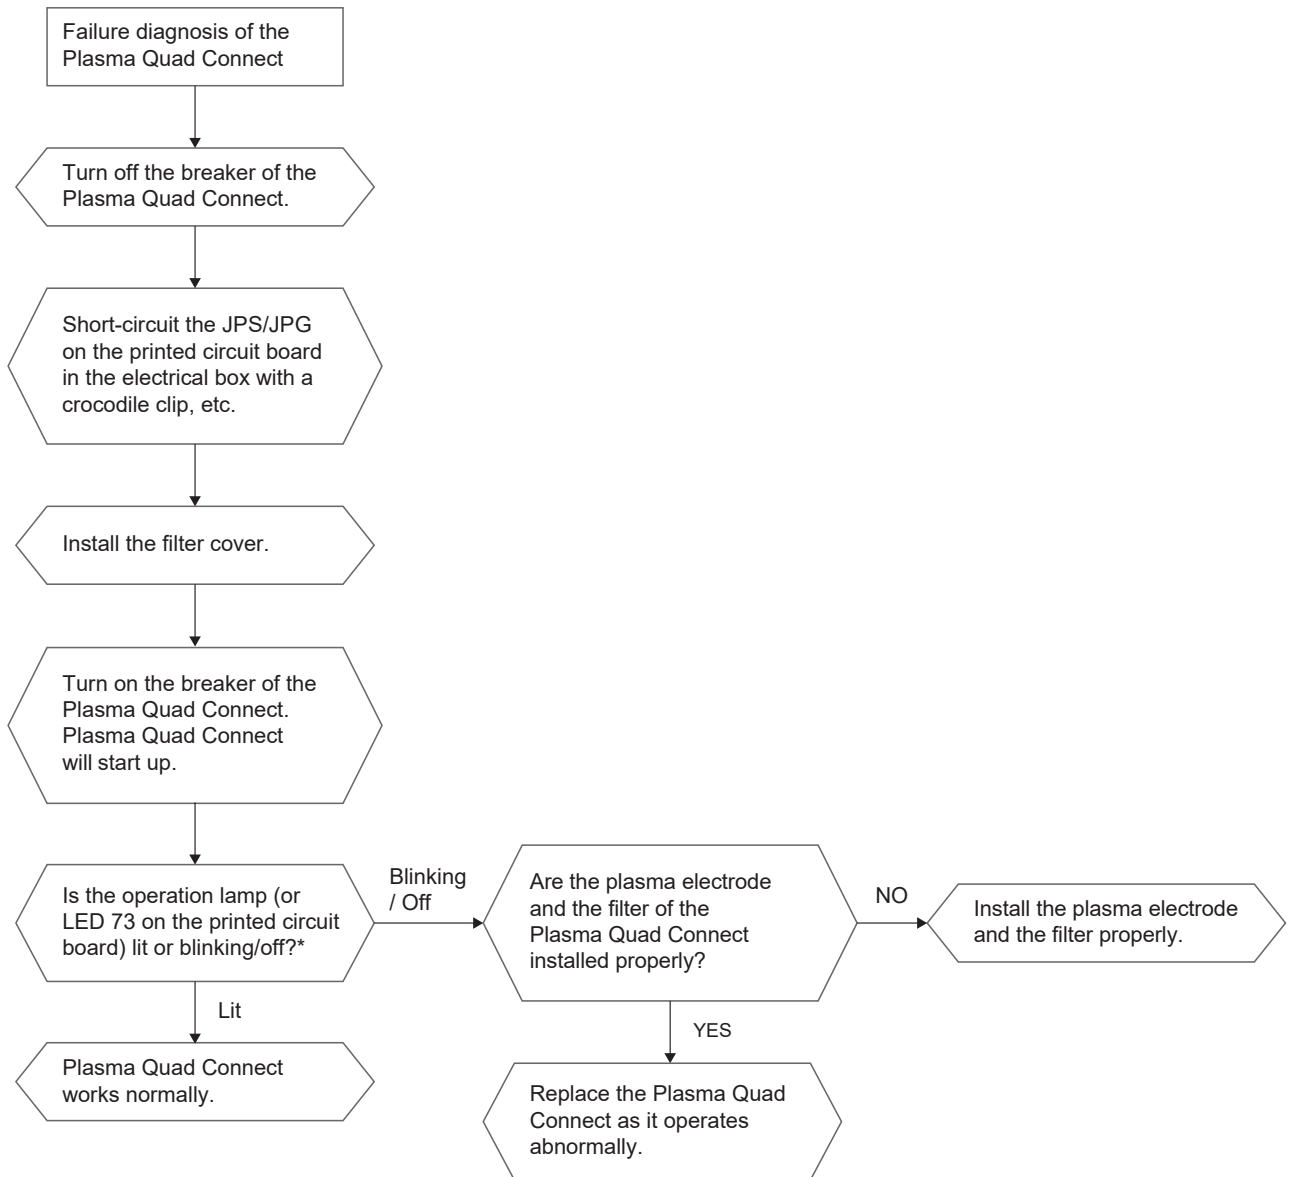 Failure diagnosis of the
Plasma Quad Connect
Turn off the breaker of the
Plasma Quad Connect.
Short-circuit the JPS/JPG
on the printed circuit board
in the electrical box with a
crocodile clip, etc.
Install the filter cover.
Turn on the breaker of the
Plasma Quad Connect.
Plasma Quad Connect
will start up.
Is the operation lamp (or
LED 73 on the printed circuit
board) lit or blinking/off?*
Blinking
/ Off
Are the plasma electrode
and the filter of the
Plasma Quad Connect
installed properly?
NO
Install the plasma electrode
and the filter properly.
Lit
Plasma Quad Connect
works normally.
YES
Replace the Plasma Quad
Connect as it operates
abnormally.